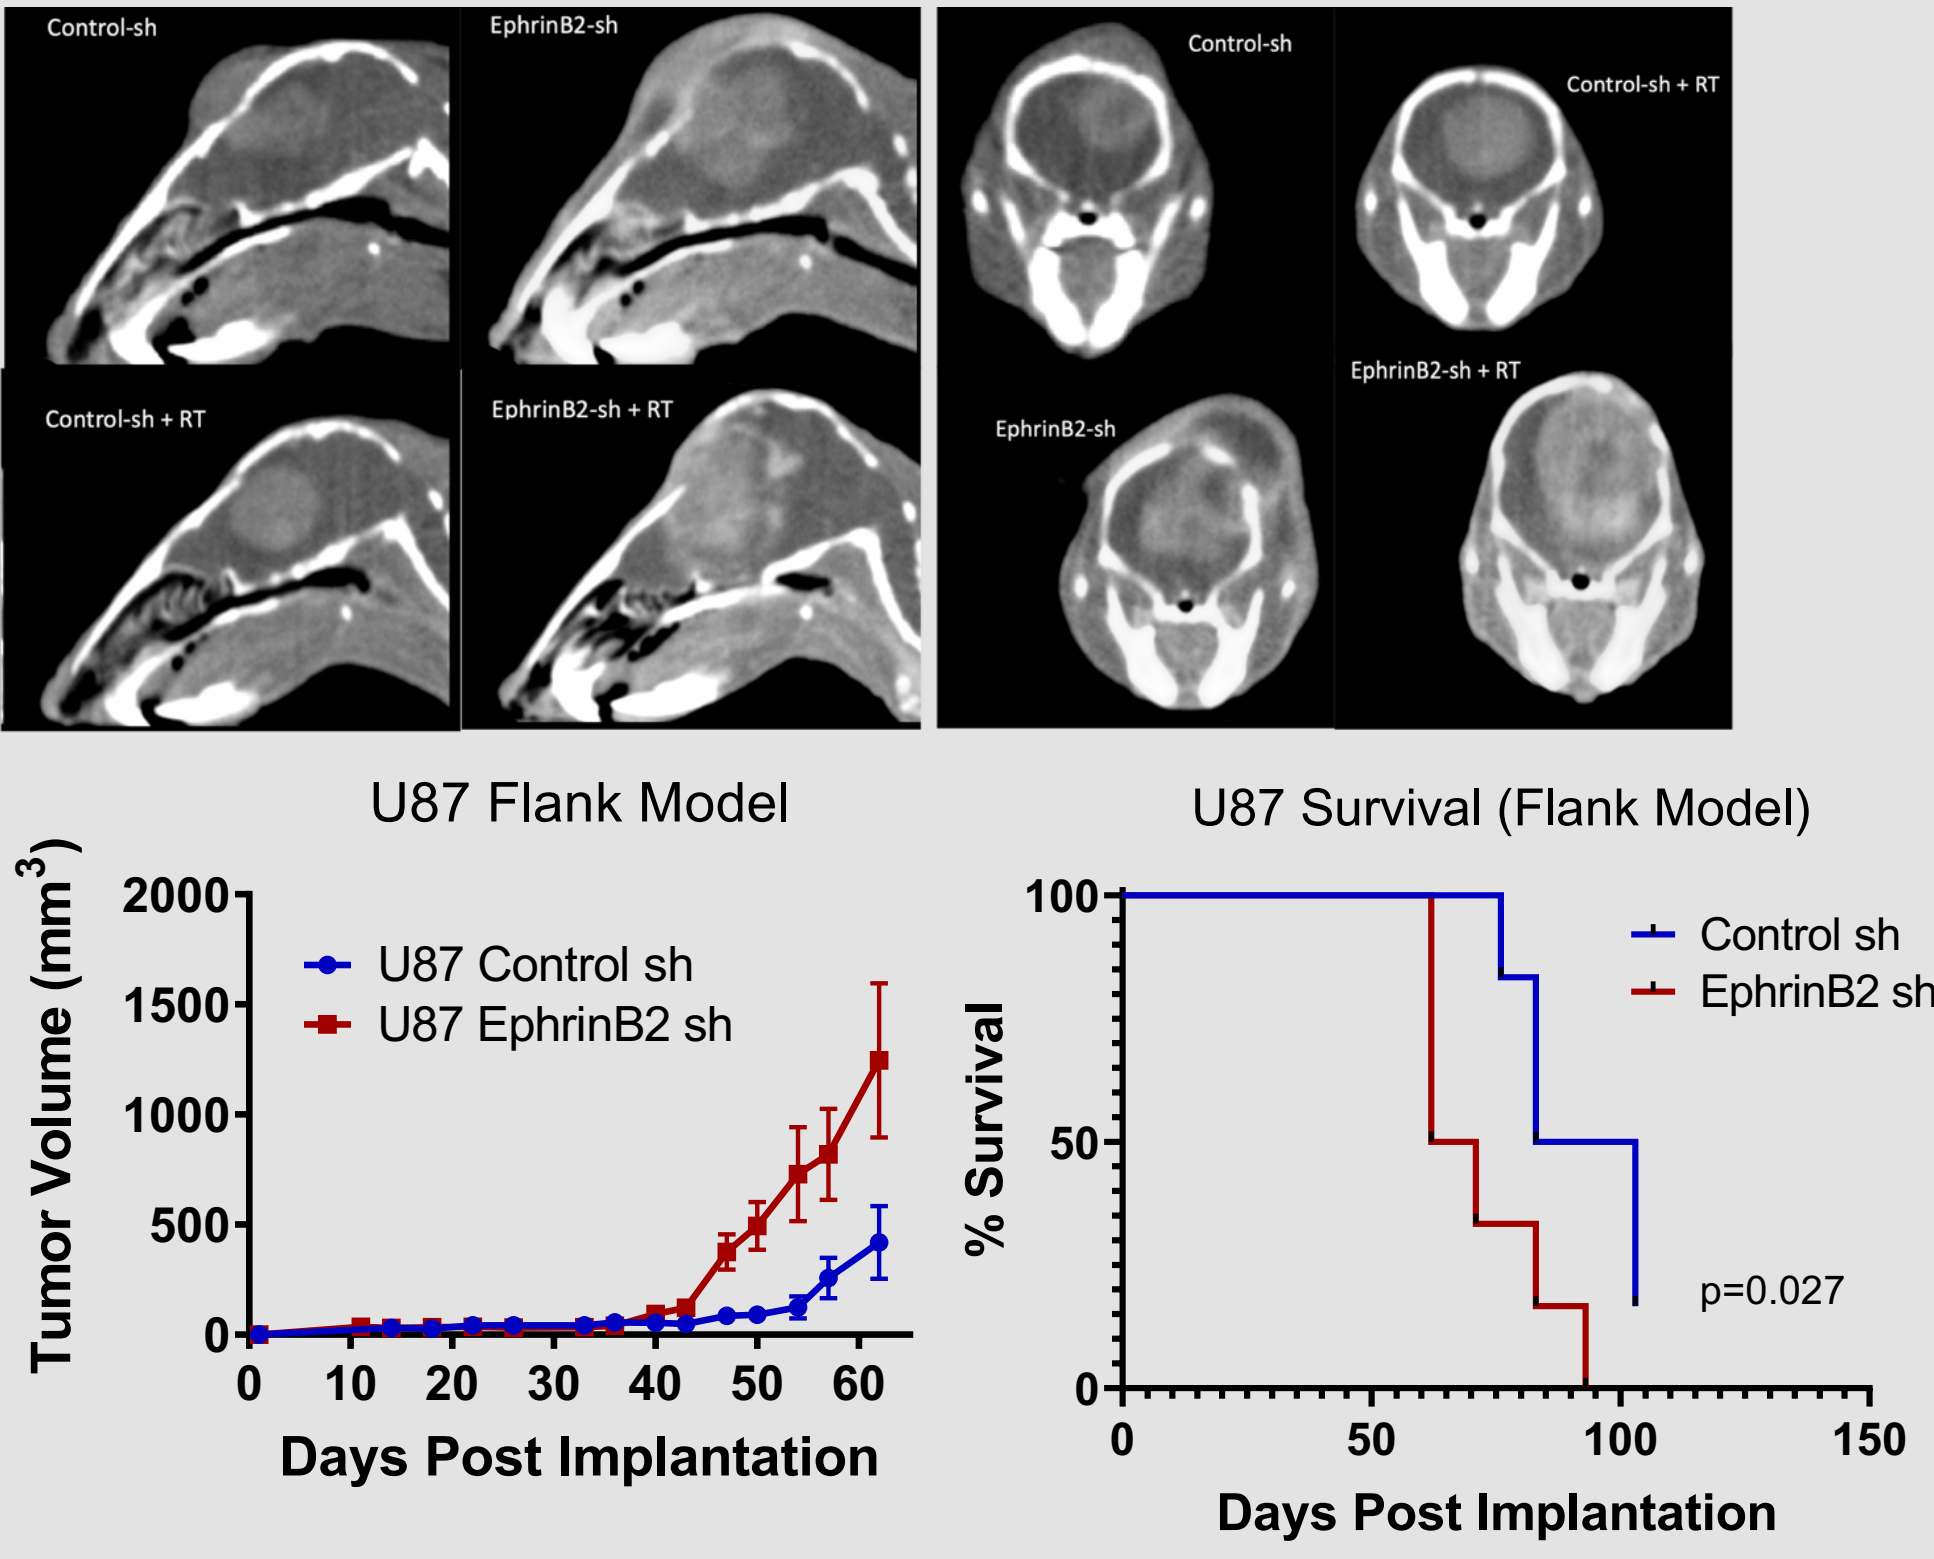 Control-sh
EphrinB2-sh
Control-sh + RT
EphrinB2-sh + RT
Control-sh
Control-sh + RT
EphrinB2-sh
EphrinB2-sh + RT
U87 Flank Model
Tumor Volume (mm³)
2000
1500
1000
500
0
U87 Control sh
U87 EphrinB2 sh
0 10 20 30 40 50 60
Days Post Implantation
U87 Survival (Flank Model)
% Survival
100
50
0
Control sh
EphrinB2 sh
p=0.027
0 50 100 150
Days Post Implantation